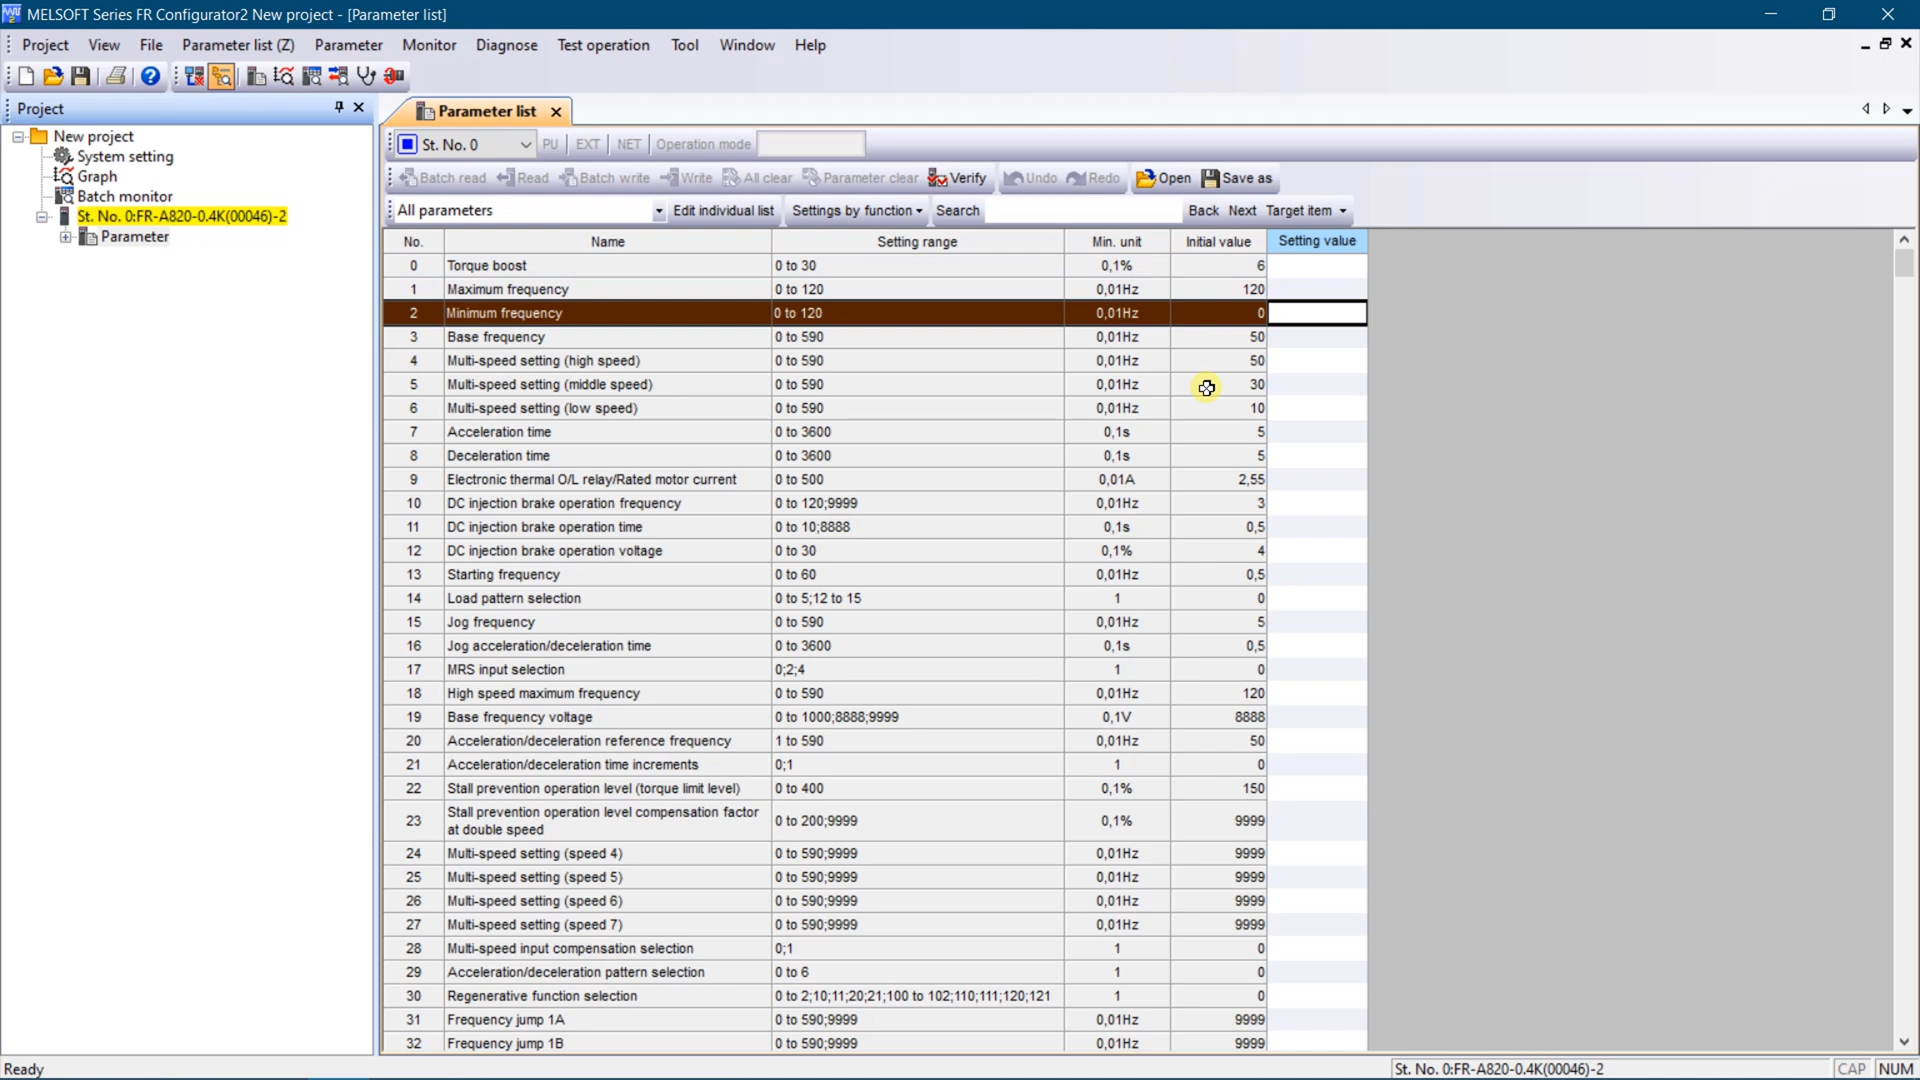 MELSOFT Series FR Configurator2 New project - [Parameter list]
Project View File Parameter list (Z) Parameter Monitor Diagnose Test operation Tool Window Help
Project
New project
System setting
Graph
Batch monitor
St. No. 0:FR-A820-0.4K(00046)-2
Parameter
Parameter list
St. No. 0 PU EXT NET Operation mode
Batch read Read Batch write Write All clear Parameter clear Verify Undo Redo Open Save as
All parameters Edit individual list Settings by function Search Back Next Target item
No. Name Setting range Min. unit Initial value Setting value
0 Torque boost 0 to 30 0,1% 6
1 Maximum frequency 0 to 120 0,01Hz 120
2 Minimum frequency 0 to 120 0,01Hz 0
3 Base frequency 0 to 590 0,01Hz 50
4 Multi-speed setting (high speed) 0 to 590 0,01Hz 50
5 Multi-speed setting (middle speed) 0 to 590 0,01Hz 30
6 Multi-speed setting (low speed) 0 to 590 0,01Hz 10
7 Acceleration time 0 to 3600 0,1s 5
8 Deceleration time 0 to 3600 0,1s 5
9 Electronic thermal O/L relay/Rated motor current 0 to 500 0,01A 2,55
10 DC injection brake operation frequency 0 to 120;9999 0,01Hz 3
11 DC injection brake operation time 0 to 10;8888 0,1s 0,5
12 DC injection brake operation voltage 0 to 30 0,1% 4
13 Starting frequency 0 to 60 0,01Hz 0,5
14 Load pattern selection 0 to 5;12 to 15 1 0
15 Jog frequency 0 to 590 0,01Hz 5
16 Jog acceleration/deceleration time 0 to 3600 0,1s 0,5
17 MRS input selection 0;2;4 1 0
18 High speed maximum frequency 0 to 590 0,01Hz 120
19 Base frequency voltage 0 to 1000;8888;9999 0,1V 8888
20 Acceleration/deceleration reference frequency 1 to 590 0,01Hz 50
21 Acceleration/deceleration time increments 0;1 1 0
22 Stall prevention operation level (torque limit level) 0 to 400 0,1% 150
23 Stall prevention operation level compensation factor at double speed 0 to 200;9999 0,1% 9999
24 Multi-speed setting (speed 4) 0 to 590;9999 0,01Hz 9999
25 Multi-speed setting (speed 5) 0 to 590;9999 0,01Hz 9999
26 Multi-speed setting (speed 6) 0 to 590;9999 0,01Hz 9999
27 Multi-speed setting (speed 7) 0 to 590;9999 0,01Hz 9999
28 Multi-speed input compensation selection 0;1 1 0
29 Acceleration/deceleration pattern selection 0 to 6 1 0
30 Regenerative function selection 0 to 2;10;11;20;21;100 to 102;110;111;120;121 1 0
31 Frequency jump 1A 0 to 590;9999 0,01Hz 9999
32 Frequency jump 1B 0 to 590;9999 0,01Hz 9999
Ready St. No. 0:FR-A820-0.4K(00046)-2 CAP NUM